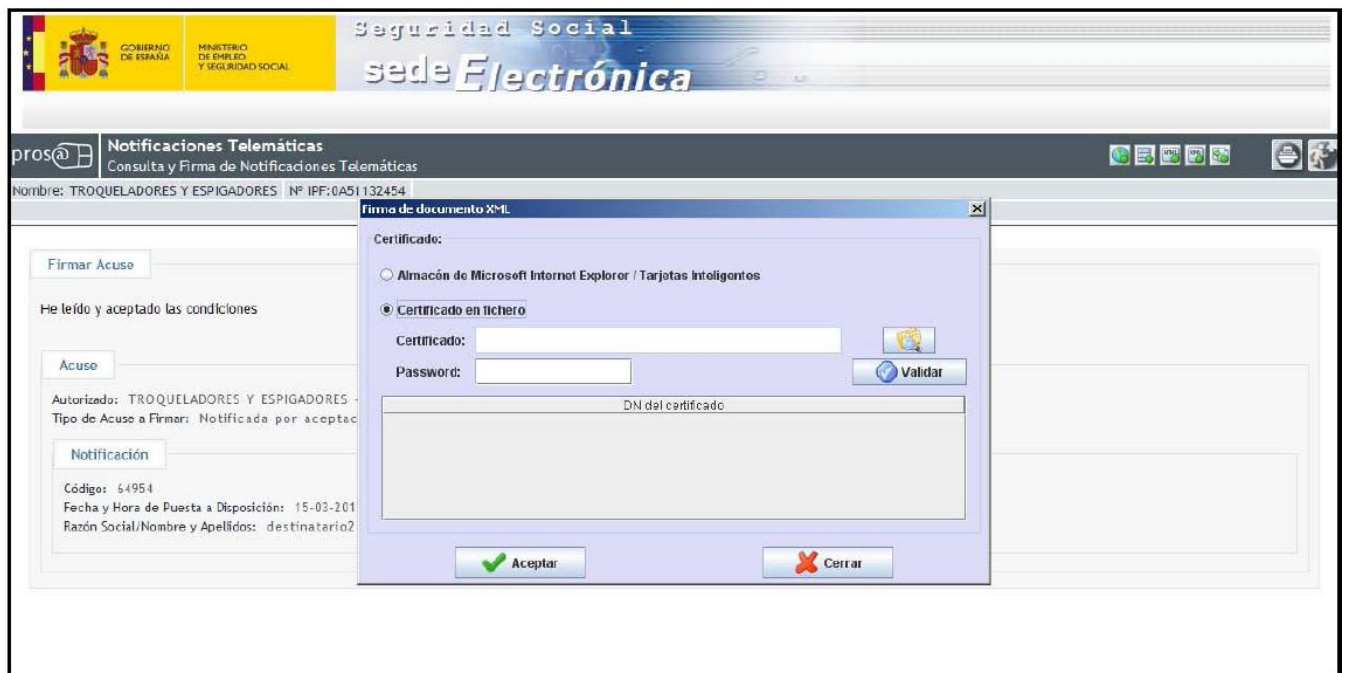 Seguridad Social
GOBIERNO
DE ESPAÑA
MINISTERIO
DE EMPLEO
Y SEGURIDAD SOCIAL
sede Electrónica
pros@
Notificaciones Telemáticas
Consulta y Firma de Notificaciones Telemáticas
Nombre: TROQUELADORES Y ESPIGADORES Nº IPF:0A51132454
Firma de documento XML
Certificado:
Firmar Acuse
Almacén de Microsoft Internet Explorer / Tarjetas Inteligentes
He leído y aceptado las condiciones
Certificado en fichero
Certificado:
Acuse
Password:
Validar
Autorizado: TROQUELADORES Y ESPIGADORES -
DN del certificado
Tipo de Acuse a Firmar: Notificada por aceptac
Notificación
Código: 64954
Fecha y Hora de Puesta a Disposición: 15-03-201
Razón Social/Nombre y Apellidos: destinatario2
Aceptar
Cerrar